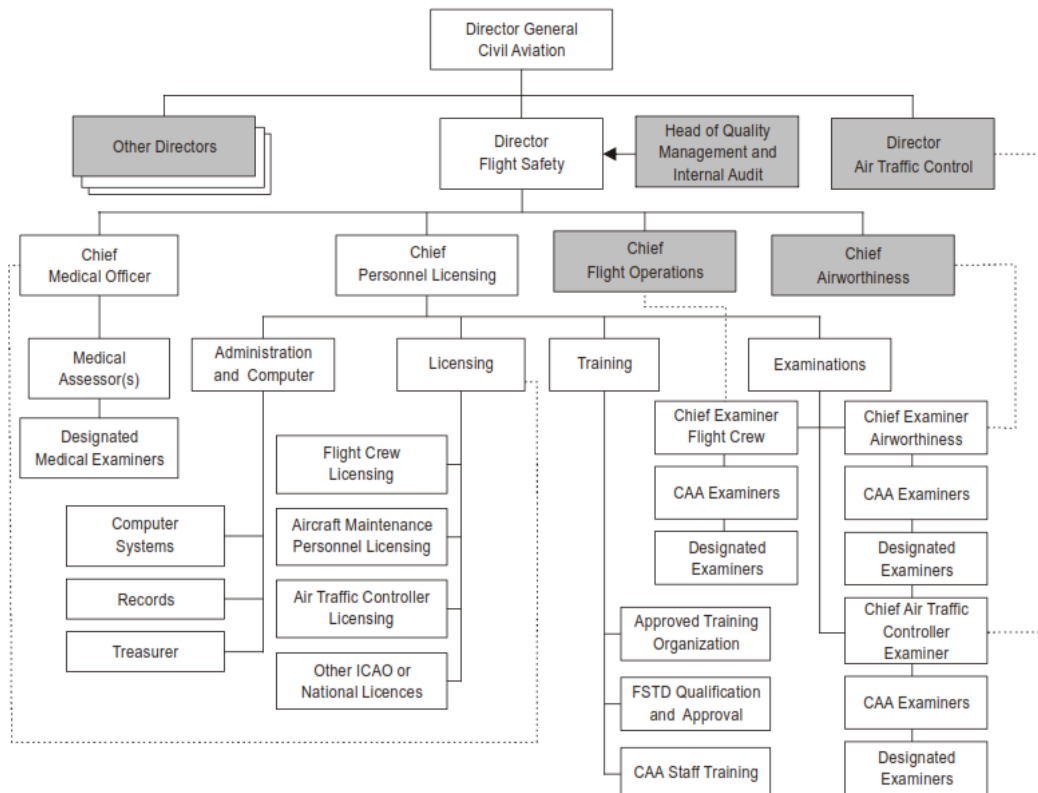 Director General
Civil Aviation
Other Directors
Director
Flight Safety
Head of Quality
Management and
Internal Audit
Director
Air Traffic Control
Chief
Medical Officer
Chief
Personnel Licensing
Chief
Flight Operations
Chief
Airworthiness
Medical
Assessor(s)
Administration
and Computer
Licensing
Training
Examinations
Designated
Medical Examiners
Flight Crew
Licensing
Chief Examiner
Flight Crew
Chief Examiner
Airworthiness
CAA Examiners
CAA Examiners
Computer
Systems
Aircraft Maintenance
Personnel Licensing
Designated
Examiners
Designated
Examiners
Records
Air Traffic Controller
Licensing
Treasurer
Approved Training
Organization
Chief Air Traffic
Controller
Examiner
Other ICAO or
National Licences
FSTD Qualification
and Approval
CAA Examiners
CAA Staff Training
Designated
Examiners